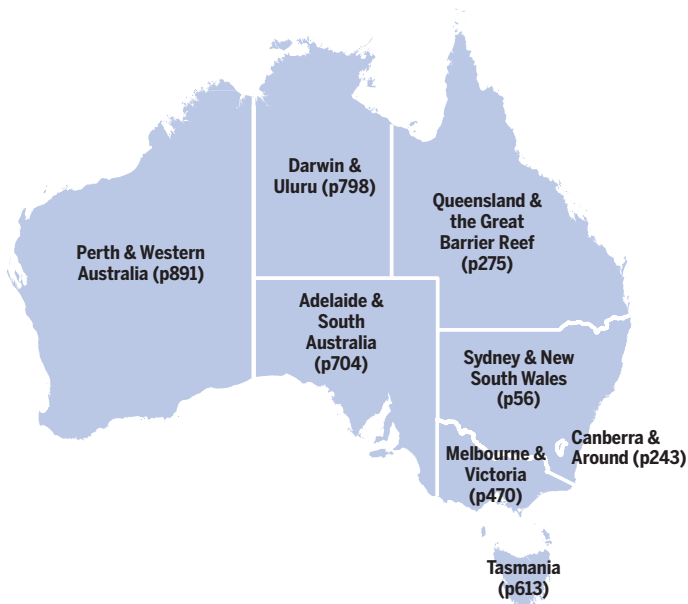 Darwin &
Uluru (p798)
Queensland &
the Great
Barrier Reef
(p275)
Perth & Western
Australia (p891)
Adelaide &
South
Australia
(p704)
Sydney & New
South Wales
(p56)
Canberra &
Around (p243)
Melbourne &
Victoria
(p470)
Tasmania
(p613)